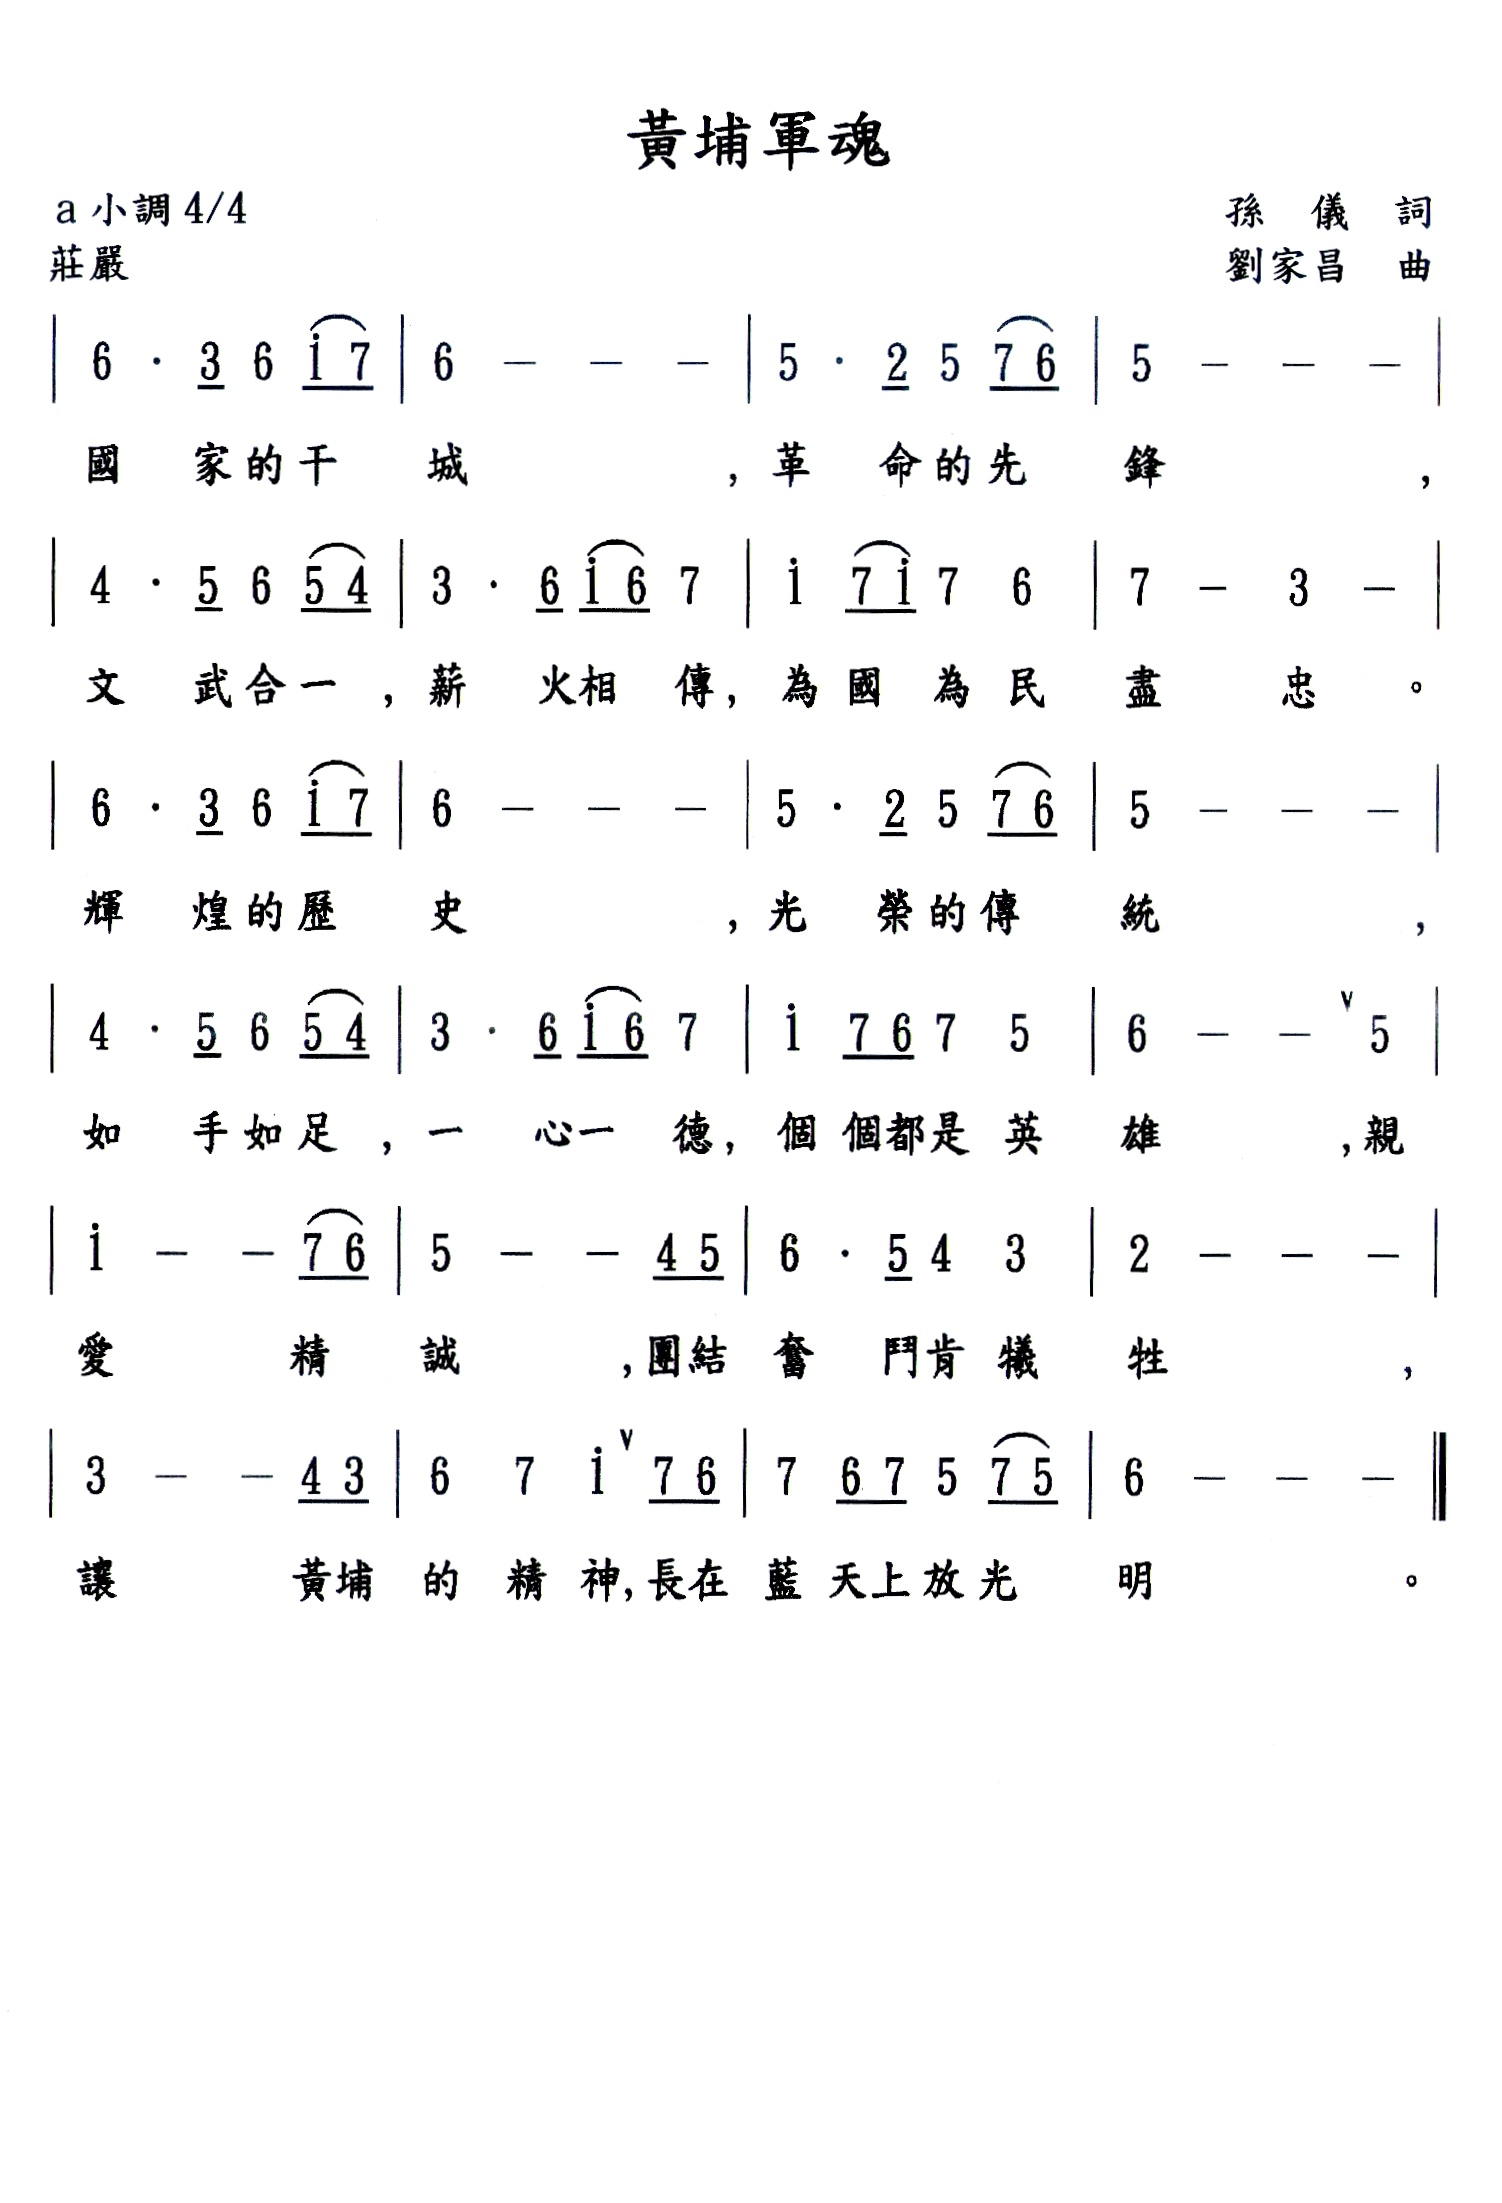 黃埔軍魂
a 小調 4/4
孫 儀 詞
莊嚴
劉家昌 曲
| 6 · 3 6 i 7 | 6 — — — | 5 · 2 5 7 6 | 5 — — — |
國 家的干 城 ，革 命的先 鋒 ，
| 4 · 5 6 5 4 | 3 · 6 i 6 7 | i 7 i 7 6 | 7 — 3 — |
文 武合一 ，薪 火相 傳，為 國 為 民 盡 忠 。
| 6 · 3 6 i 7 | 6 — — — | 5 · 2 5 7 6 | 5 — — — |
輝 煌的歷 史 ，光 榮的傳 統 ，
| 4 · 5 6 5 4 | 3 · 6 i 6 7 | i 7 6 7 5 | 6 — — ∨ 5 |
如 手如足 ，一 心一 德，個 個都是 英 雄 ，親
| i — — 7 6 | 5 — — 4 5 | 6 · 5 4 3 | 2 — — — |
愛 精 誠 ，團結 奮 鬥肯 犧 牲 ，
| 3 — — 4 3 | 6 7 i ∨ 7 6 | 7 6 7 5 7 5 | 6 — — — ‖
讓 黃埔 的 精 神，長在 藍 天上放光 明 。